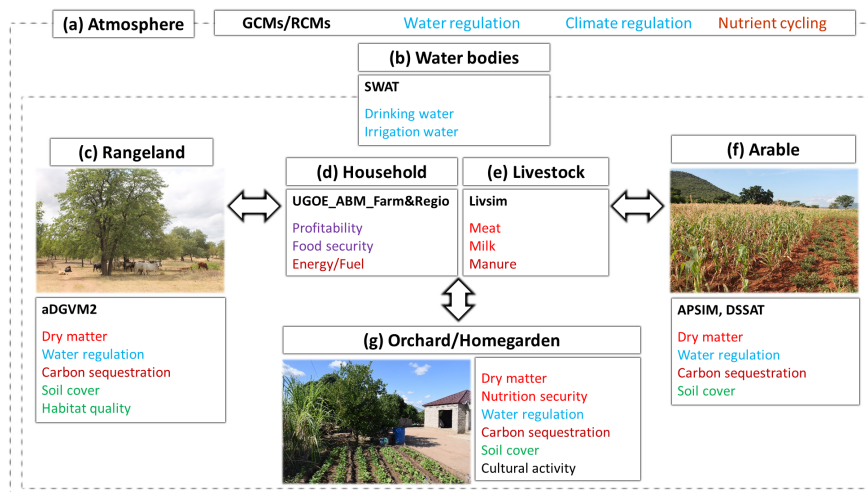 (a) Atmosphere
GCMs/RCMs Water regulation Climate regulation Nutrient cycling
(b) Water bodies
SWAT
Drinking water
Irrigation water
(c) Rangeland
aDGVM2
Dry matter
Water regulation
Carbon sequestration
Soil cover
Habitat quality
(d) Household
UGOE_ABM_Farm&Regio
Profitability
Food security
Energy/Fuel
(e) Livestock
Livsim
Meat
Milk
Manure
(f) Arable
APSIM, DSSAT
Dry matter
Water regulation
Carbon sequestration
Soil cover
(g) Orchard/Homegarden
Dry matter
Nutrition security
Water regulation
Carbon sequestration
Soil cover
Cultural activity